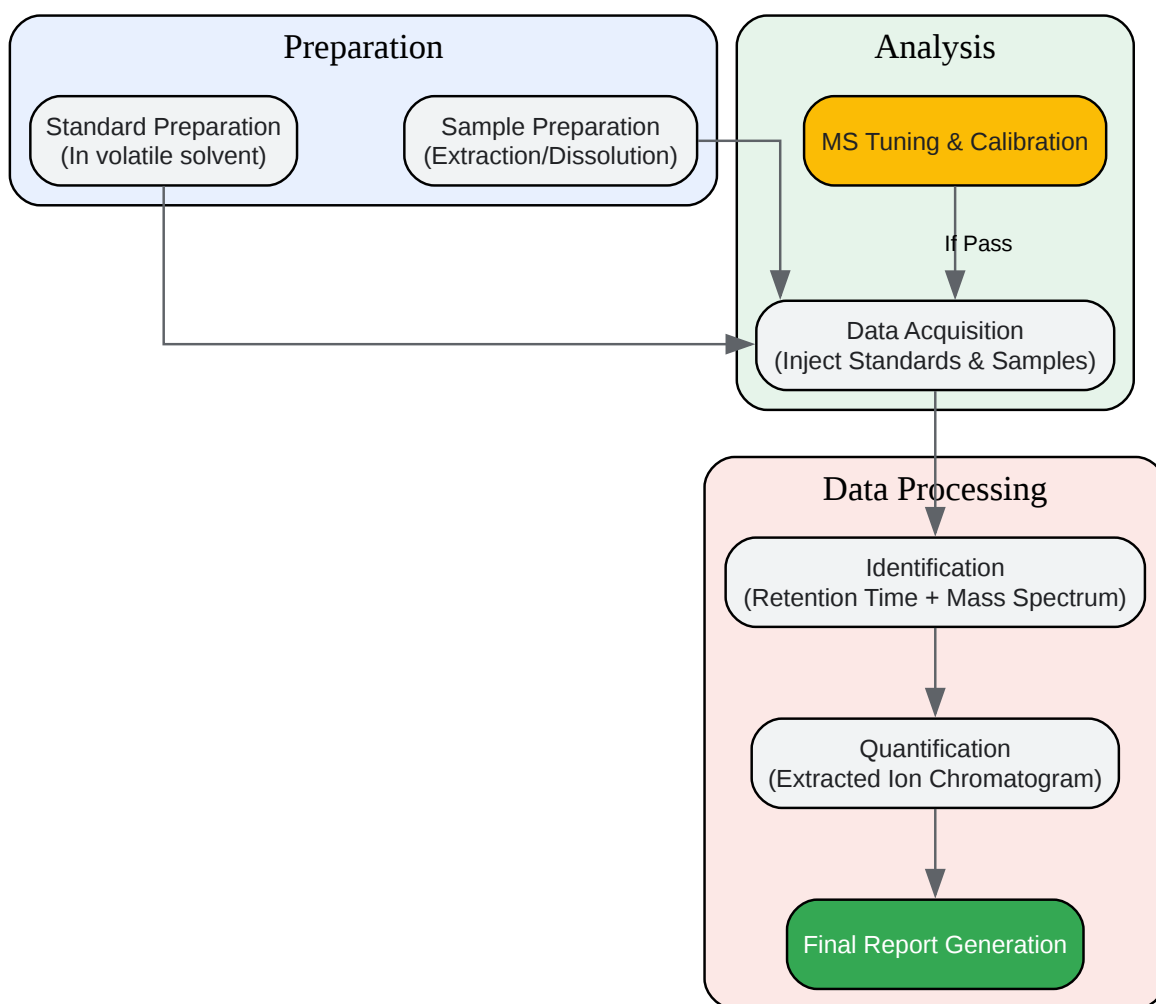 Preparation
Standard Preparation
(In volatile solvent)
Sample Preparation
(Extraction/Dissolution)
Analysis
MS Tuning & Calibration
If Pass
Data Acquisition
(Inject Standards & Samples)
Data Processing
Identification
(Retention Time + Mass Spectrum)
Quantification
(Extracted Ion Chromatogram)
Final Report Generation